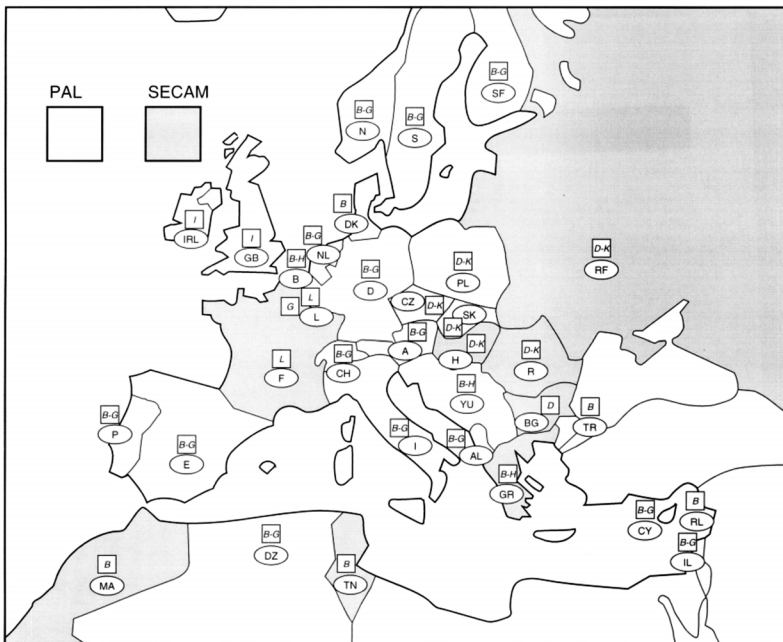 PAL
SECAM
B-G
SF
B-G
N
B-G
S
B
DK
I
IRL
I
GB
B-G
NL
B-H
B
B-G
D
D-K
PL
D-K
RF
G
L
L
CZ
D-K
SK
D-K
B-G
A
D-K
H
D-K
R
L
F
B-G
CH
B-H
YU
D
BG
B
TR
B-G
P
B-G
E
B-G
I
B-G
AL
B-H
GR
B-G
CY
B
RL
B-G
IL
B
MA
B-G
DZ
B
TN